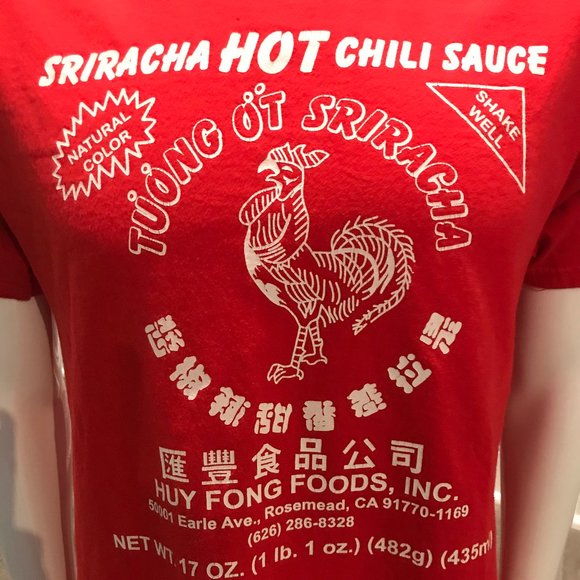 SRIRACHA HOT CHILI SAUCE
NATURAL
COLOR
SHAKE
WELL
TƯƠNG ỚT SRIRACHA
醬椒辣甜香差拉是
匯豐食品公司
HUY FONG FOODS, INC.
50001 Earle Ave., Rosemead, CA 91770-1169
(626) 286-8328
NET WT. 17 OZ. (1 lb. 1 oz.) (482g) (435ml